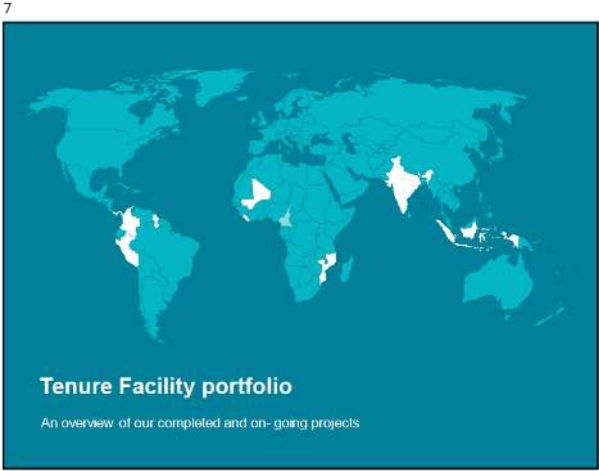 7
Tenure Facility portfolio
An overview of our completed and on- going projects